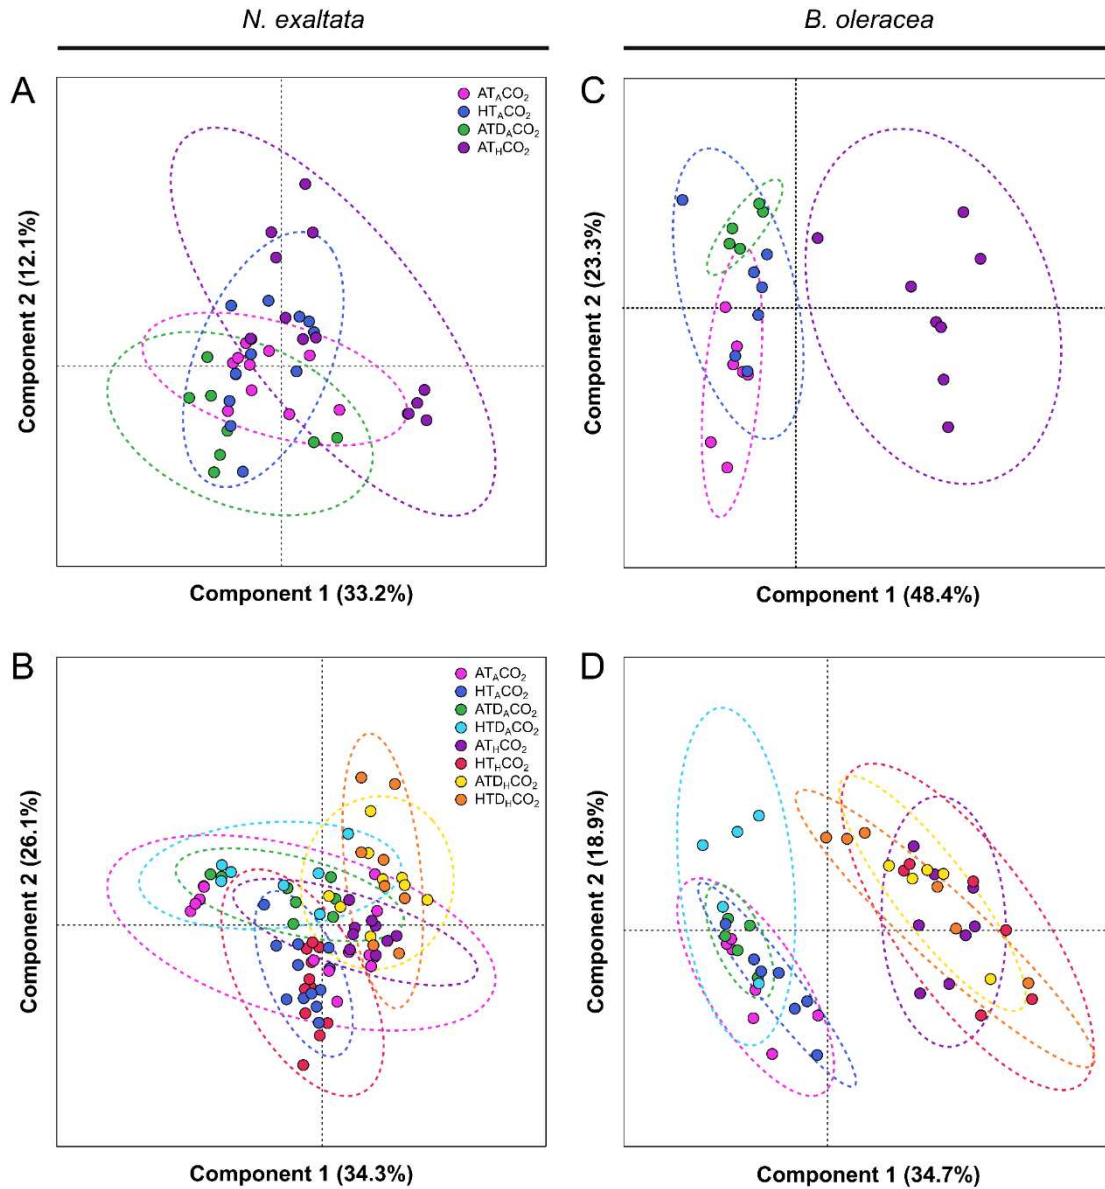 N. exaltata
B. oleracea
A
AT_ACO₂
HT_ACO₂
ATD_ACO₂
AT_HCO₂
Component 2 (12.1%)
Component 1 (33.2%)
C
Component 2 (23.3%)
Component 1 (48.4%)
B
AT_ACO₂
HT_ACO₂
ATD_ACO₂
HTD_ACO₂
AT_HCO₂
HT_HCO₂
ATD_HCO₂
HTD_HCO₂
Component 2 (26.1%)
Component 1 (34.3%)
D
Component 2 (18.9%)
Component 1 (34.7%)